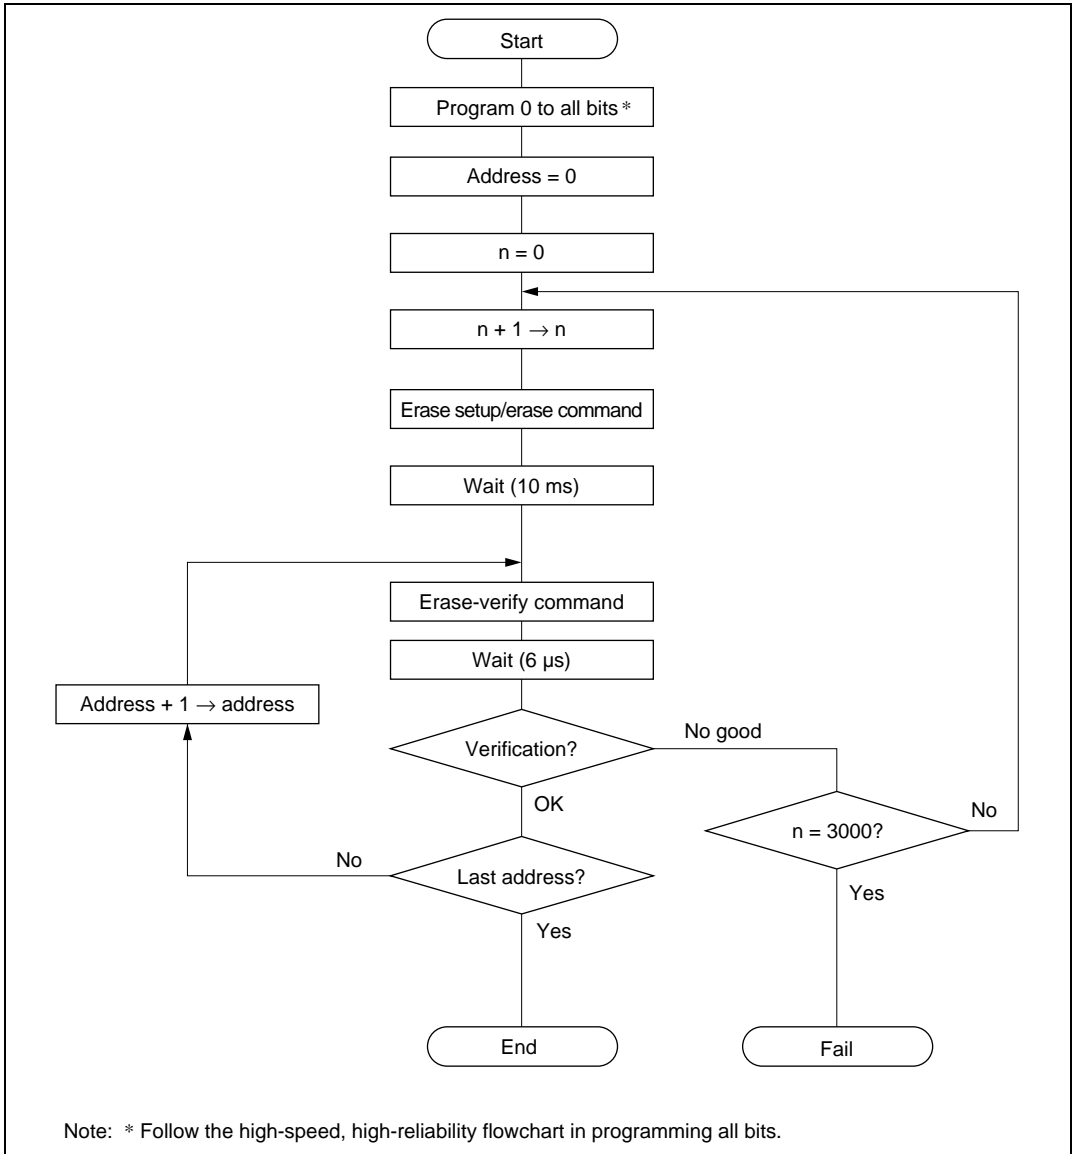 Start
Program 0 to all bits *
Address = 0
n = 0
n + 1 → n
Erase setup/erase command
Wait (10 ms)
Erase-verify command
Wait (6 µs)
Address + 1 → address
Verification?
No good
OK
n = 3000?
No
No
Last address?
Yes
Yes
End
Fail
Note: * Follow the high-speed, high-reliability flowchart in programming all bits.